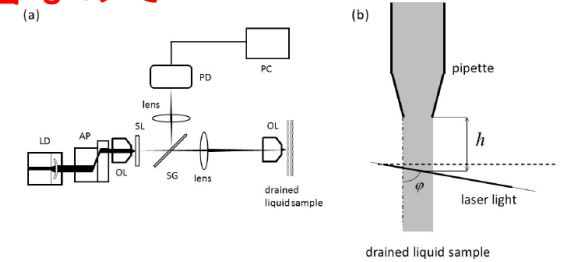 (a)
PC
PD
lens
LD
AP
SL
OL
SG
lens
OL
drained
liquid sample
(b)
pipette
h
φ
laser light
drained liquid sample